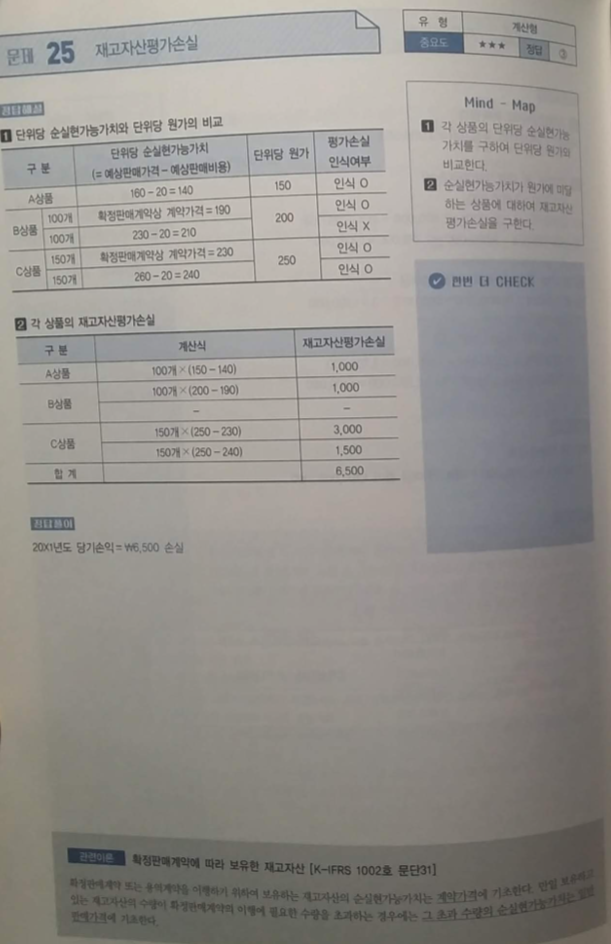 문제 25 재고자산평가손실
유 형 계산형
중요도 ★★★ 정답 ③
정답해설
1 단위당 순실현가능가치와 단위당 원가의 비교
구 분 단위당 순실현가능가치 (= 예상판매가격 - 예상판매비용) 단위당 원가 평가손실 인식여부
A상품 160 - 20 = 140 150 인식 O
B상품 100개 확정판매계약상 계약가격 = 190 200 인식 O
100개 230 - 20 = 210 인식 X
C상품 150개 확정판매계약상 계약가격 = 230 250 인식 O
150개 260 - 20 = 240 인식 O
2 각 상품의 재고자산평가손실
구 분 계산식 재고자산평가손실
A상품 100개 × (150 - 140) 1,000
B상품 100개 × (200 - 190) 1,000
- -
C상품 150개 × (250 - 230) 3,000
150개 × (250 - 240) 1,500
합 계 6,500
정답풀이
20X1년도 당기손익 = ₩6,500 손실
Mind - Map
1 각 상품의 단위당 순실현가능
가치를 구하여 단위당 원가와
비교한다.
2 순실현가능가치가 원가에 미달
하는 상품에 대하여 재고자산
평가손실을 구한다.
한번 더 CHECK
관련이론 확정판매계약에 따라 보유한 재고자산 [K-IFRS 1002호 문단31]
확정판매계약 또는 용역계약을 이행하기 위하여 보유하는 재고자산의 순실현가능가치는 계약가격에 기초한다. 만일 보유하고
있는 재고자산의 수량이 확정판매계약의 이행에 필요한 수량을 초과하는 경우에는 그 초과 수량의 순실현가능가치는 일반
판매가격에 기초한다.